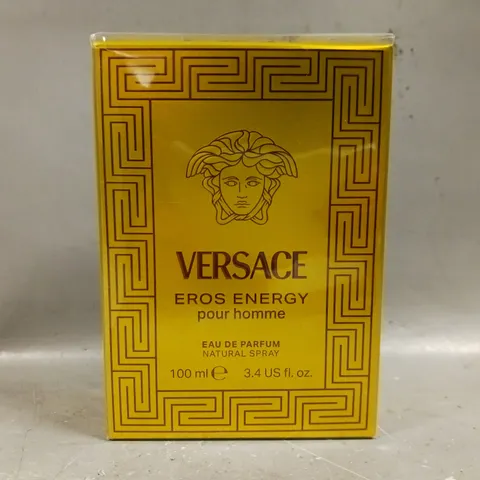 VERSACE
EROS ENERGY
pour homme
EAU DE PARFUM
NATURAL SPRAY
100 ml ℮ 3.4 US fl. oz.